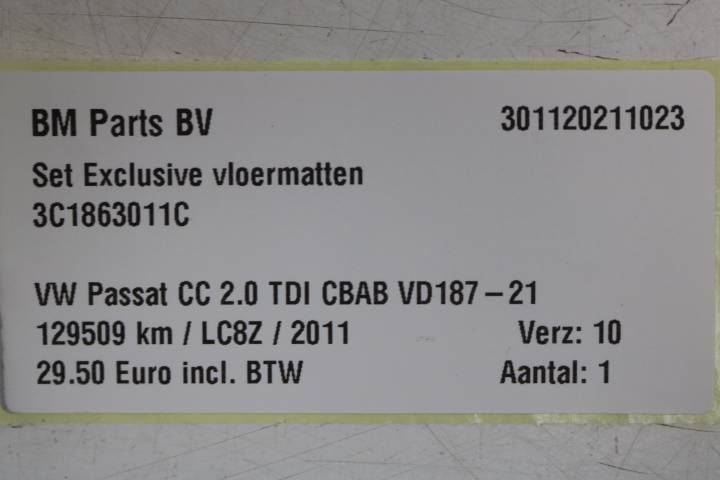 BM Parts BV 301120211023
Set Exclusive vloermatten
3C1863011C
VW Passat CC 2.0 TDI CBAB VD187-21
129509 km / LC8Z / 2011 Verz: 10
29.50 Euro incl. BTW Aantal: 1